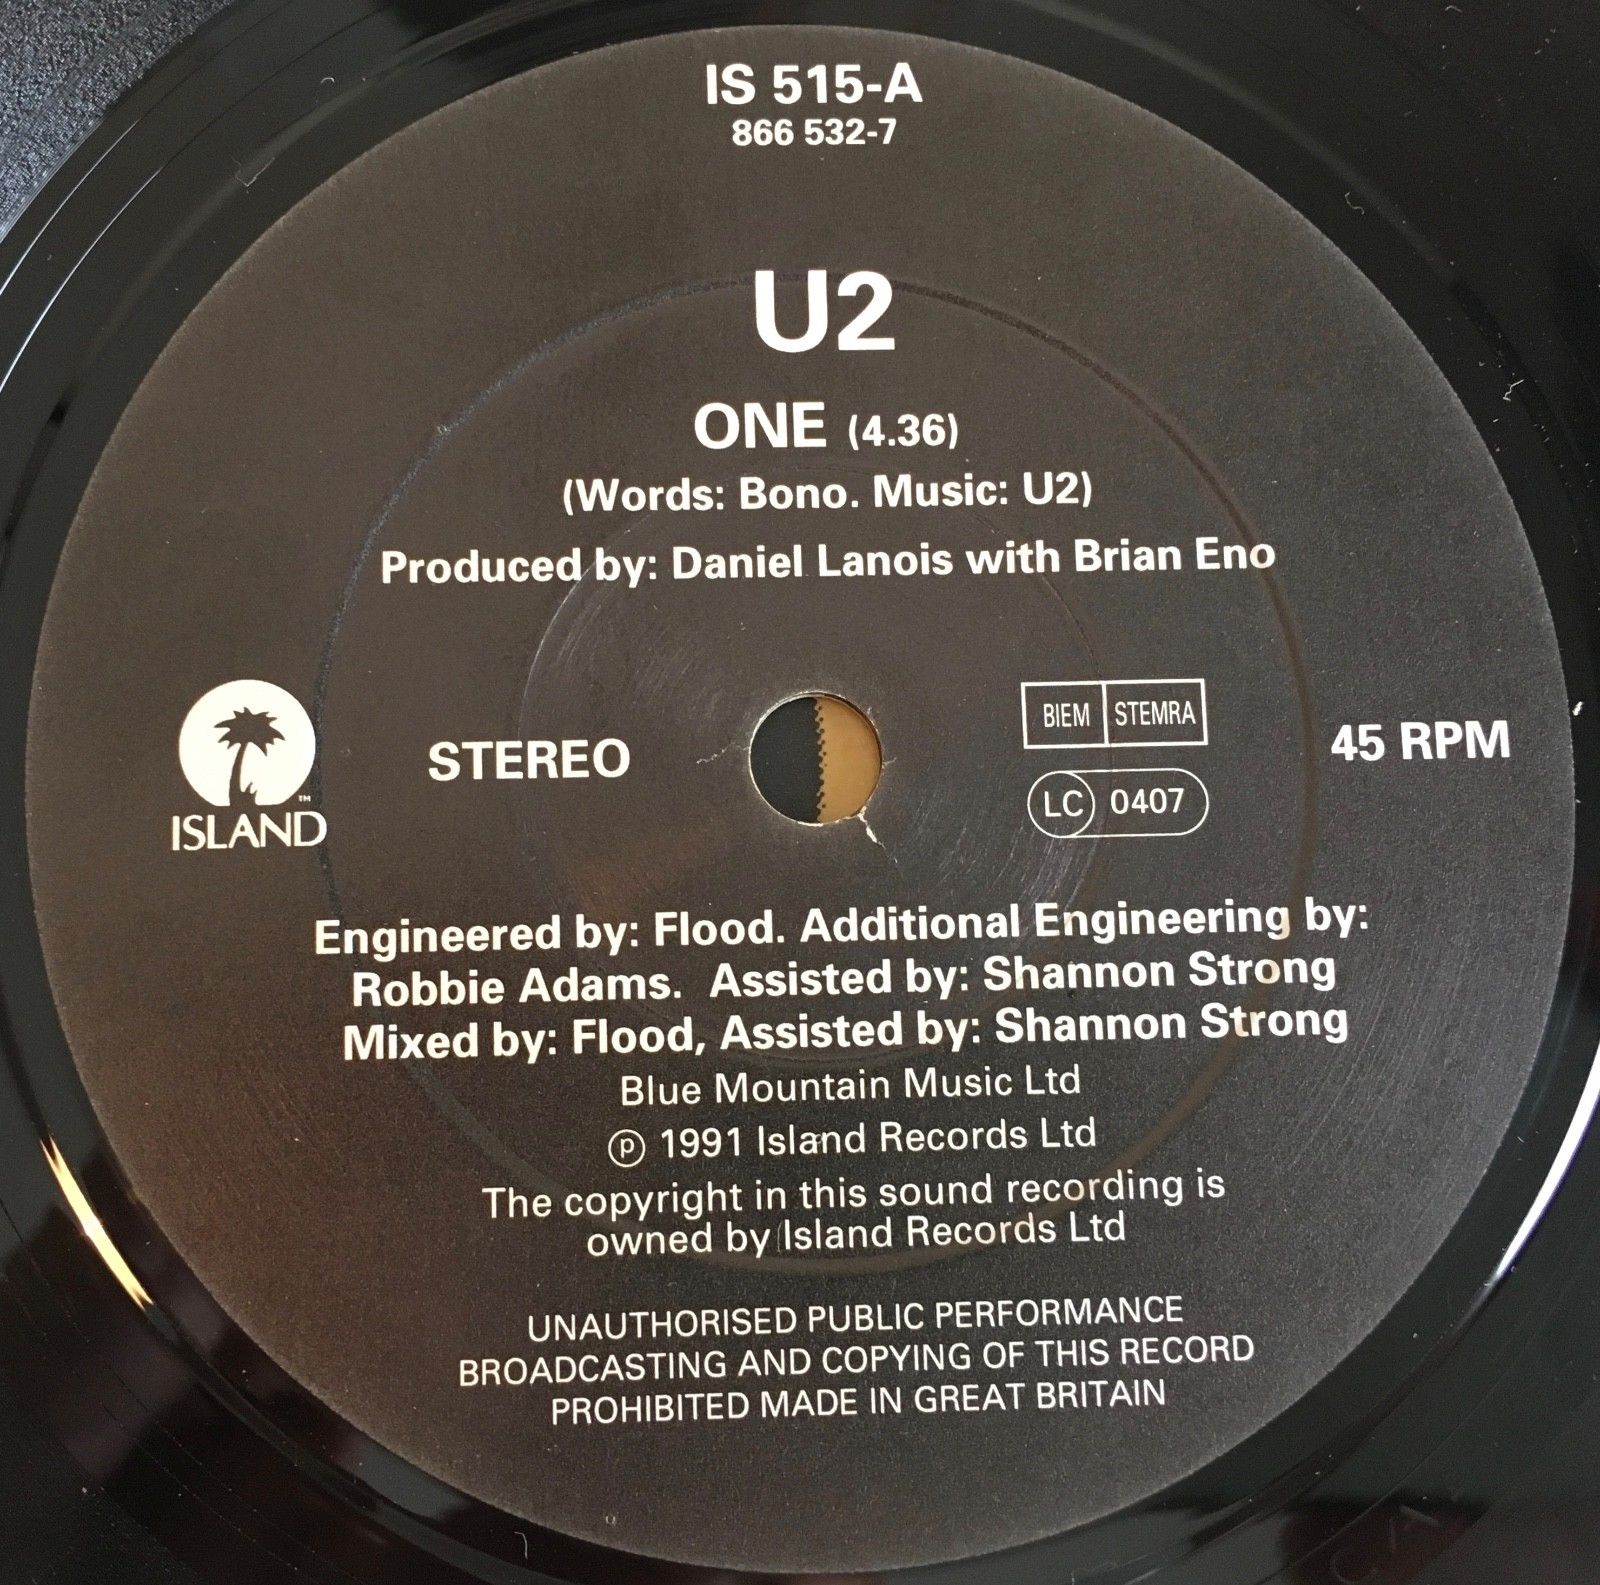 IS 515-A
866 532-7
U2
ONE (4.36)
(Words: Bono. Music: U2)
Produced by: Daniel Lanois with Brian Eno
ISLAND
TM
STEREO
BIEM STEMRA
LC 0407
45 RPM
Engineered by: Flood. Additional Engineering by:
Robbie Adams. Assisted by: Shannon Strong
Mixed by: Flood, Assisted by: Shannon Strong
Blue Mountain Music Ltd
℗ 1991 Island Records Ltd
The copyright in this sound recording is
owned by Island Records Ltd
UNAUTHORISED PUBLIC PERFORMANCE
BROADCASTING AND COPYING OF THIS RECORD
PROHIBITED MADE IN GREAT BRITAIN